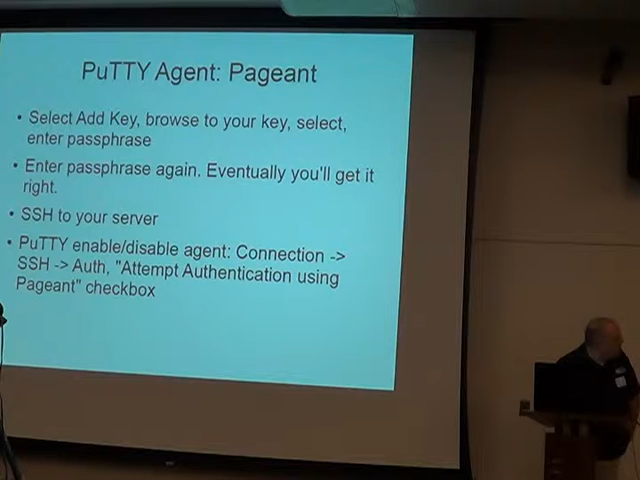 PuTTY Agent: Pageant
• Select Add Key, browse to your key, select,
enter passphrase
• Enter passphrase again. Eventually you'll get it
right.
• SSH to your server
• PuTTY enable/disable agent: Connection ->
SSH -> Auth, "Attempt Authentication using
Pageant" checkbox